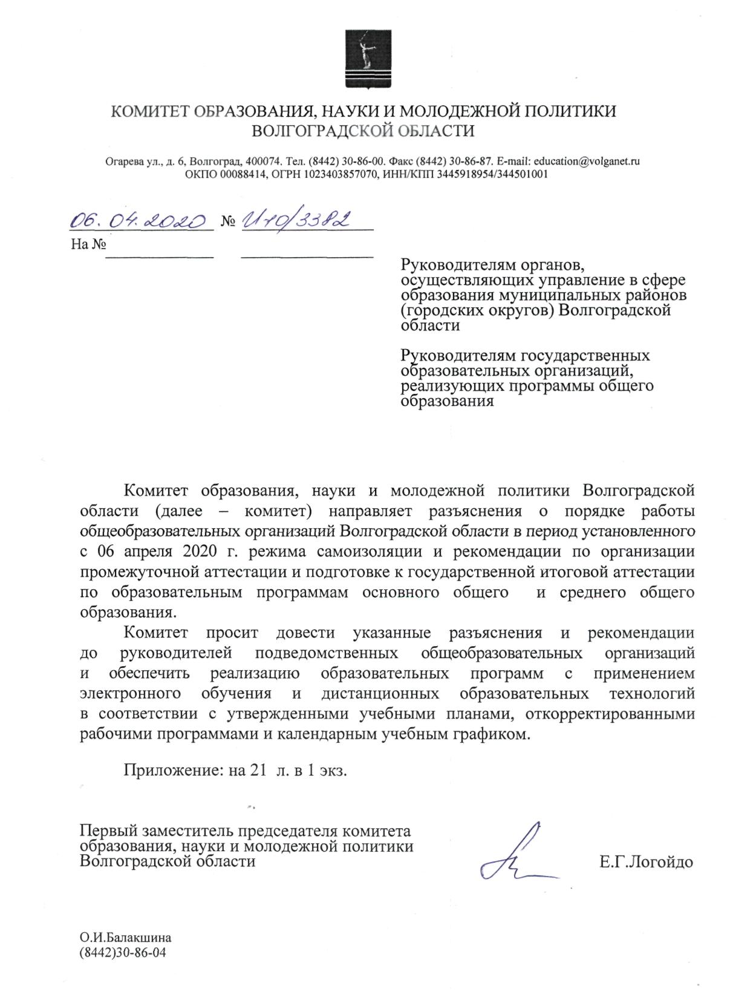 КОМИТЕТ ОБРАЗОВАНИЯ, НАУКИ И МОЛОДЕЖНОЙ ПОЛИТИКИ
ВОЛГОГРАДСКОЙ ОБЛАСТИ
Огарева ул., д. 6, Волгоград, 400074. Тел. (8442) 30-86-00. Факс (8442) 30-86-87. E-mail: education@volganet.ru
ОКПО 00088414, ОГРН 1023403857070, ИНН/КПП 3445918954/344501001
06.04.2020 № И10/3382
На №
Руководителям органов,
осуществляющих управление в сфере
образования муниципальных районов
(городских округов) Волгоградской
области
Руководителям государственных
образовательных организаций,
реализующих программы общего
образования
Комитет образования, науки и молодежной политики Волгоградской
области (далее – комитет) направляет разъяснения о порядке работы
общеобразовательных организаций Волгоградской области в период установленного
с 06 апреля 2020 г. режима самоизоляции и рекомендации по организации
промежуточной аттестации и подготовке к государственной итоговой аттестации
по образовательным программам основного общего и среднего общего
образования.
Комитет просит довести указанные разъяснения и рекомендации
до руководителей подведомственных общеобразовательных организаций
и обеспечить реализацию образовательных программ с применением
электронного обучения и дистанционных образовательных технологий
в соответствии с утвержденными учебными планами, откорректированными
рабочими программами и календарным учебным графиком.
Приложение: на 21 л. в 1 экз.
Первый заместитель председателя комитета
образования, науки и молодежной политики
Волгоградской области
Е.Г.Логойдо
О.И.Балакшина
(8442)30-86-04